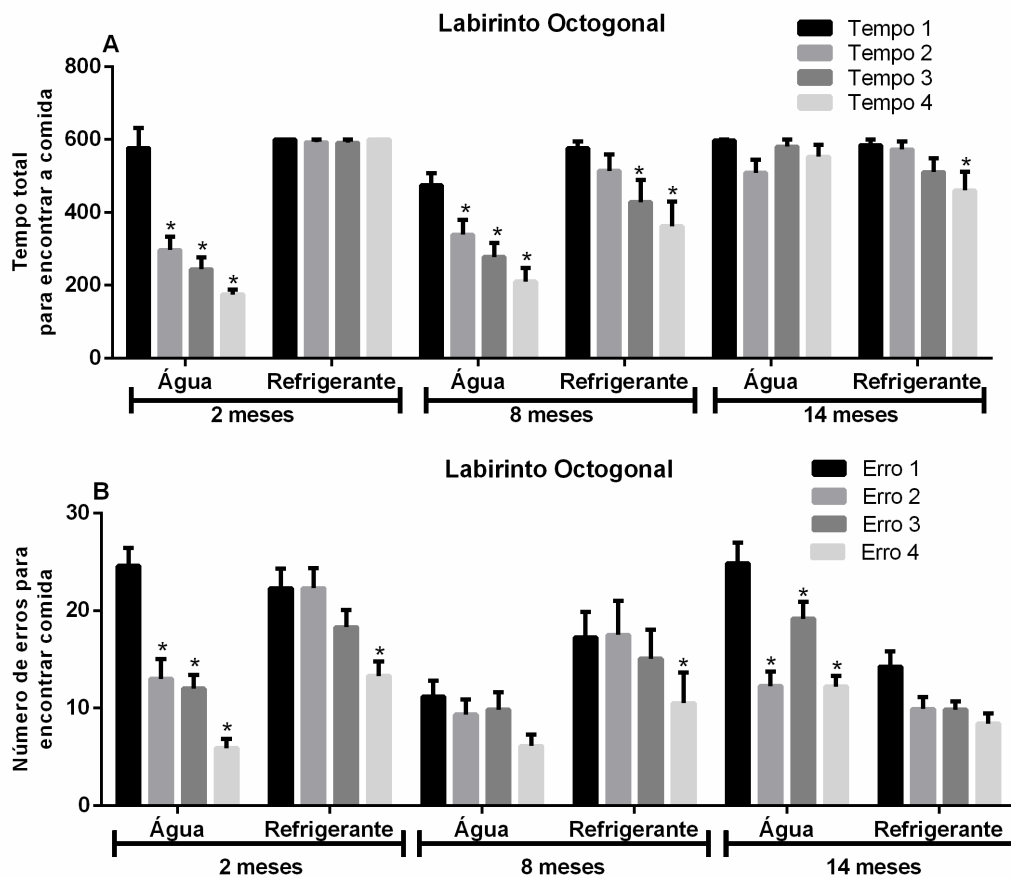 Labirinto Octogonal
A
Tempo 1
Tempo 2
Tempo 3
Tempo 4
Tempo total
para encontrar a comida
800
600
400
200
0
* * *
* * *
* *
*
Água Refrigerante Água Refrigerante Água Refrigerante
2 meses 8 meses 14 meses
Labirinto Octogonal
B
Erro 1
Erro 2
Erro 3
Erro 4
Número de erros para
encontrar comida
30
20
10
0
* * *
*
*
* * *
Água Refrigerante Água Refrigerante Água Refrigerante
2 meses 8 meses 14 meses